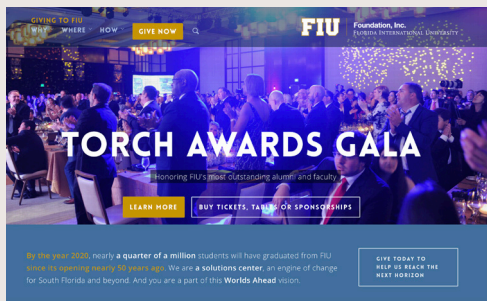 GIVING TO FIU
WHY WHERE HOW GIVE NOW
FIU Foundation, Inc.
FLORIDA INTERNATIONAL UNIVERSITY
TORCH AWARDS GALA
Honoring FIU's most outstanding alumni and faculty
LEARN MORE BUY TICKETS, TABLES OR SPONSORSHIPS
By the year 2020, nearly a quarter of a million students will have graduated from FIU
since its opening nearly 50 years ago. We are a solutions center, an engine of change
for South Florida and beyond. And you are a part of this Worlds Ahead vision.
GIVE TODAY TO
HELP US REACH THE
NEXT HORIZON